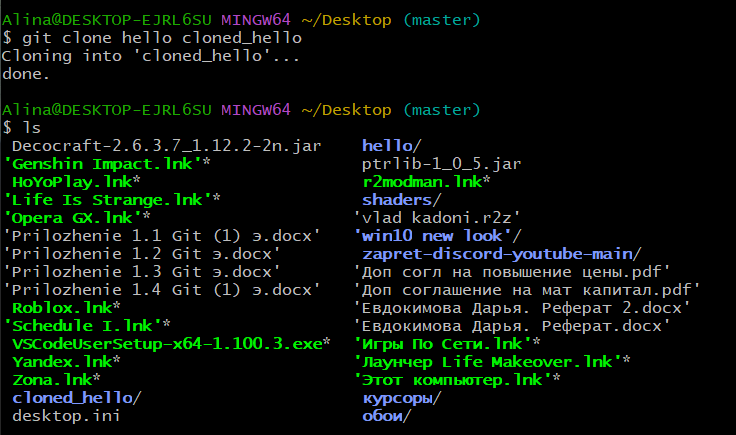 Alina@DESKTOP-EJRL6SU MINGW64 ~/Desktop (master)
$ git clone hello cloned_hello
Cloning into 'cloned_hello'...
done.
Alina@DESKTOP-EJRL6SU MINGW64 ~/Desktop (master)
$ ls
Decocraft-2.6.3.7_1.12.2-2n.jar hello/
'Genshin Impact.lnk'* ptrlib-1_0_5.jar
HoYoPlay.lnk* r2modman.lnk*
'Life Is Strange.lnk'* shaders/
'Opera GX.lnk'* 'vlad kadoni.r2z'
'Prilozhenie 1.1 Git (1) э.docx' 'win10 new look'/
'Prilozhenie 1.2 Git э.docx' zapret-discord-youtube-main/
'Prilozhenie 1.3 Git э.docx' 'Доп согл на повышение цены.pdf'
'Prilozhenie 1.4 Git (1) э.docx' 'Доп соглашение на мат капитал.pdf'
Roblox.lnk* 'Евдокимова Дарья. Реферат 2.docx'
'Schedule I.lnk'* 'Евдокимова Дарья. Реферат.docx'
VSCodeUserSetup-x64-1.100.3.exe* 'Игры По Сети.lnk'*
Yandex.lnk* 'Лаунчер Life Makeover.lnk'*
Zona.lnk* 'Этот компьютер.lnk'*
cloned_hello/ курсоры/
desktop.ini обои/